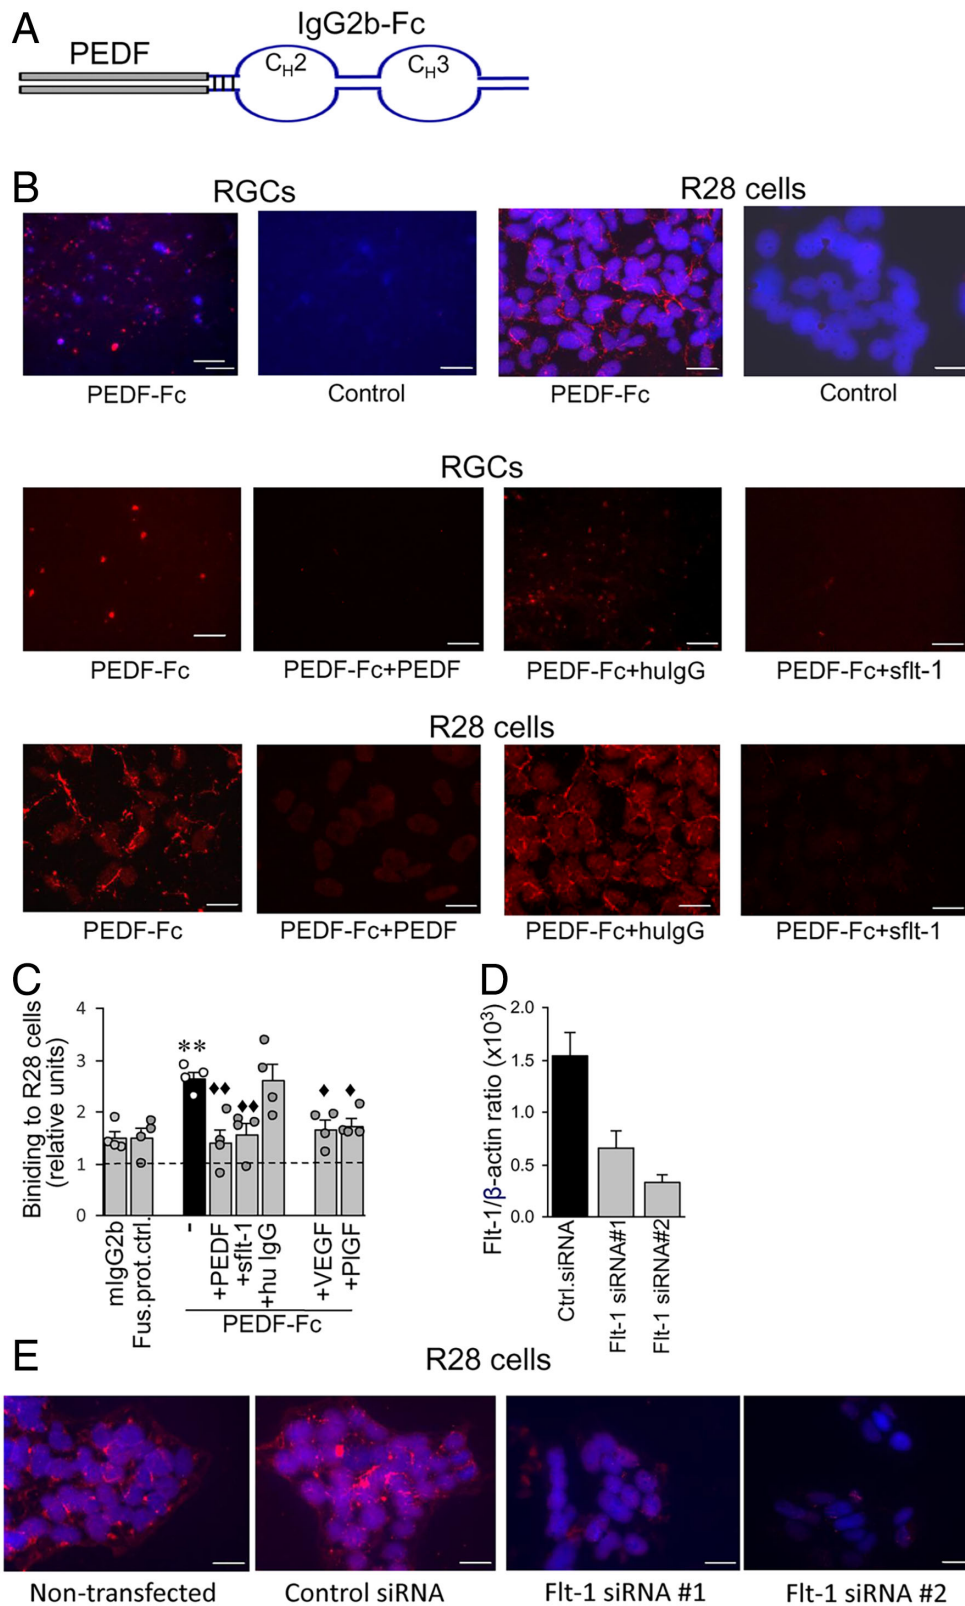 A
IgG2b-Fc
PEDF
CH2
CH3
B
RGCs
R28 cells
PEDF-Fc
Control
PEDF-Fc
Control
RGCs
PEDF-Fc
PEDF-Fc+PEDF
PEDF-Fc+huIgG
PEDF-Fc+sflt-1
R28 cells
PEDF-Fc
PEDF-Fc+PEDF
PEDF-Fc+huIgG
PEDF-Fc+sflt-1
C
Biniding to R28 cells
(relative units)
4
3
2
1
0
**
♦♦
♦♦
♦
♦
mIgG2b
Fus.prot.ctrl.
-
+PEDF
+sflt-1
+hu IgG
+VEGF
+PlGF
PEDF-Fc
D
Flt-1/β-actin ratio (x10³)
2.0
1.5
1.0
0.5
0.0
Ctrl.siRNA
Flt-1 siRNA#1
Flt-1 siRNA#2
E
R28 cells
Non-transfected
Control siRNA
Flt-1 siRNA #1
Flt-1 siRNA #2